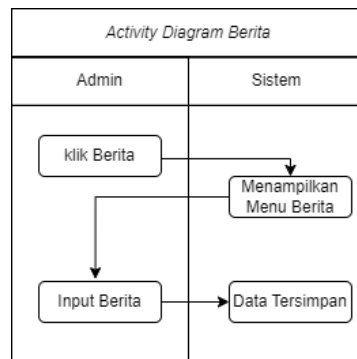 Activity Diagram Berita
Admin
Sistem
klik Berita
Menampilkan
Menu Berita
Input Berita
Data Tersimpan